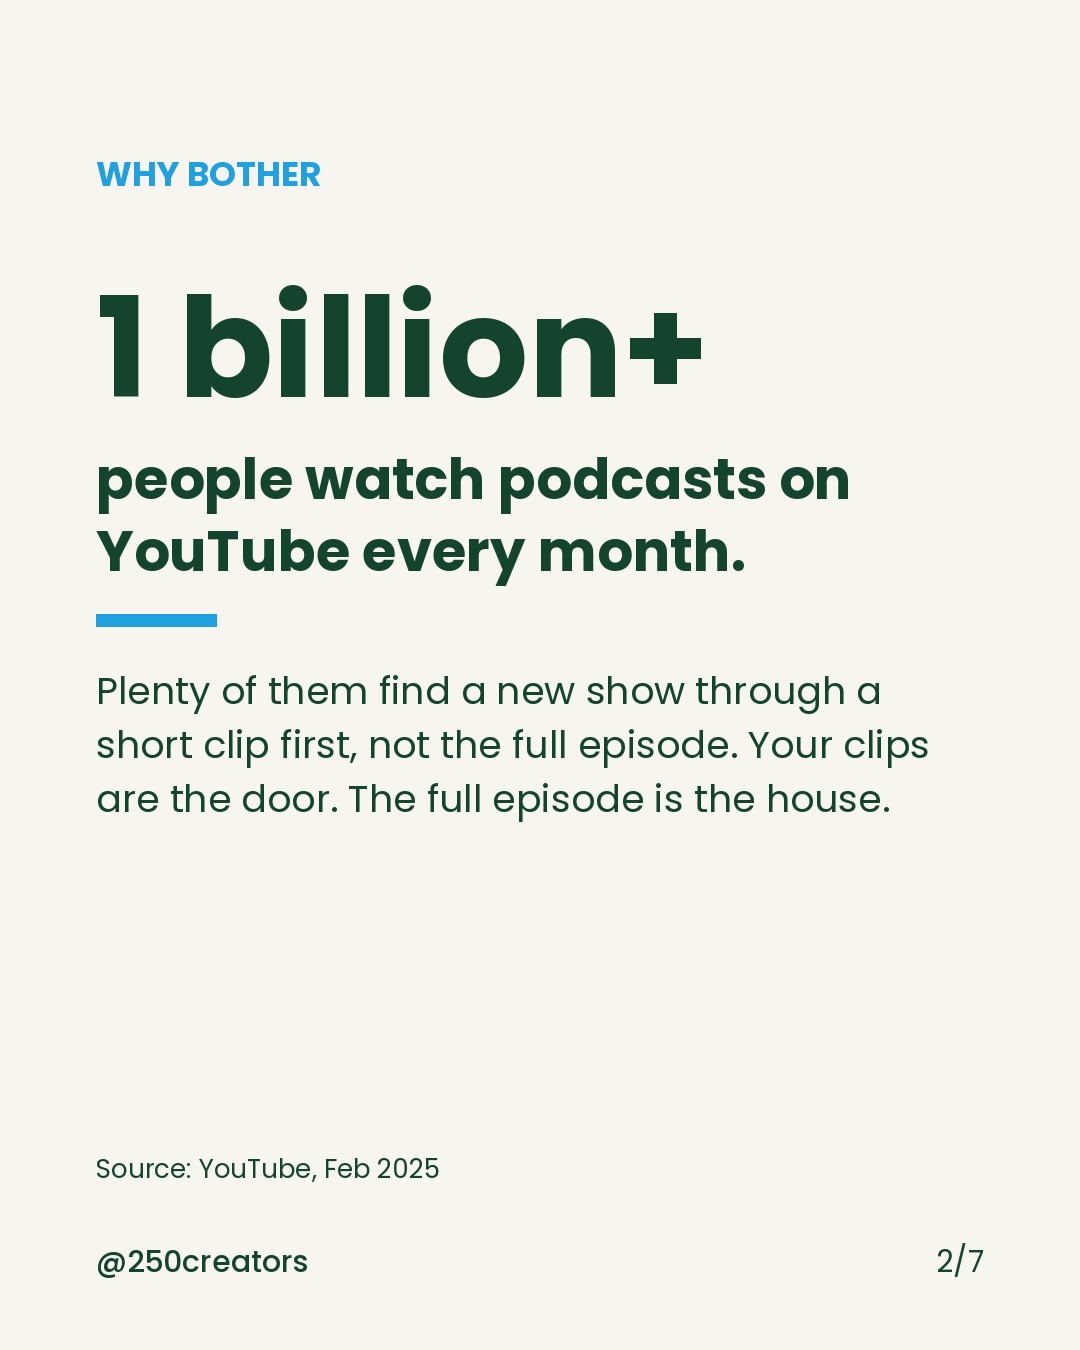 WHY BOTHER
1 billion+
people watch podcasts on
YouTube every month.
Plenty of them find a new show through a
short clip first, not the full episode. Your clips
are the door. The full episode is the house.
Source: YouTube, Feb 2025
@250creators
2/7